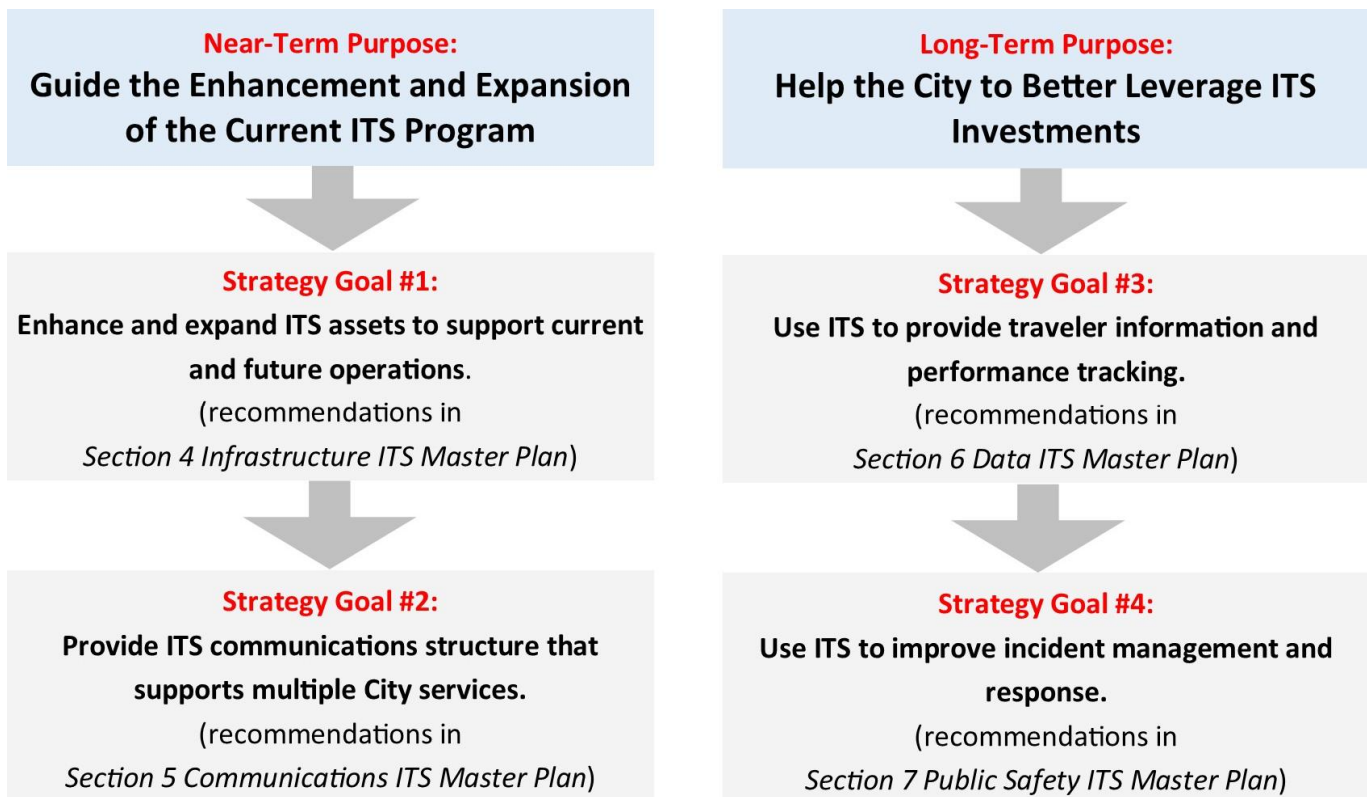 Near-Term Purpose:
Guide the Enhancement and Expansion
of the Current ITS Program
Strategy Goal #1:
Enhance and expand ITS assets to support current
and future operations.
(recommendations in
Section 4 Infrastructure ITS Master Plan)
Strategy Goal #2:
Provide ITS communications structure that
supports multiple City services.
(recommendations in
Section 5 Communications ITS Master Plan)
Long-Term Purpose:
Help the City to Better Leverage ITS
Investments
Strategy Goal #3:
Use ITS to provide traveler information and
performance tracking.
(recommendations in
Section 6 Data ITS Master Plan)
Strategy Goal #4:
Use ITS to improve incident management and
response.
(recommendations in
Section 7 Public Safety ITS Master Plan)